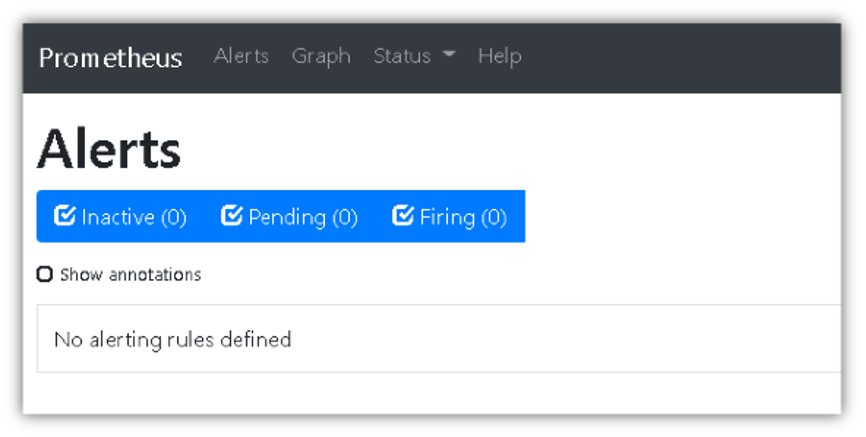 Prometheus Alerts Graph Status Help
Alerts
Inactive (0) Pending (0) Firing (0)
Show annotations
No alerting rules defined